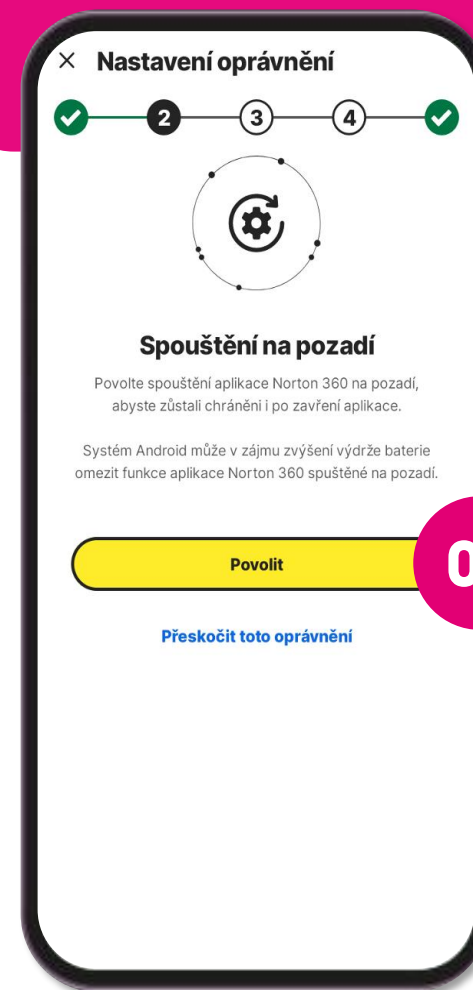 Nastavení oprávnění
2 3 4
Spouštění na pozadí
Povolte spouštění aplikace Norton 360 na pozadí,
abyste zůstali chráněni i po zavření aplikace.
Systém Android může v zájmu zvýšení výdrže baterie
omezit funkce aplikace Norton 360 spuštěné na pozadí.
Povolit
0
Přeskočit toto oprávnění